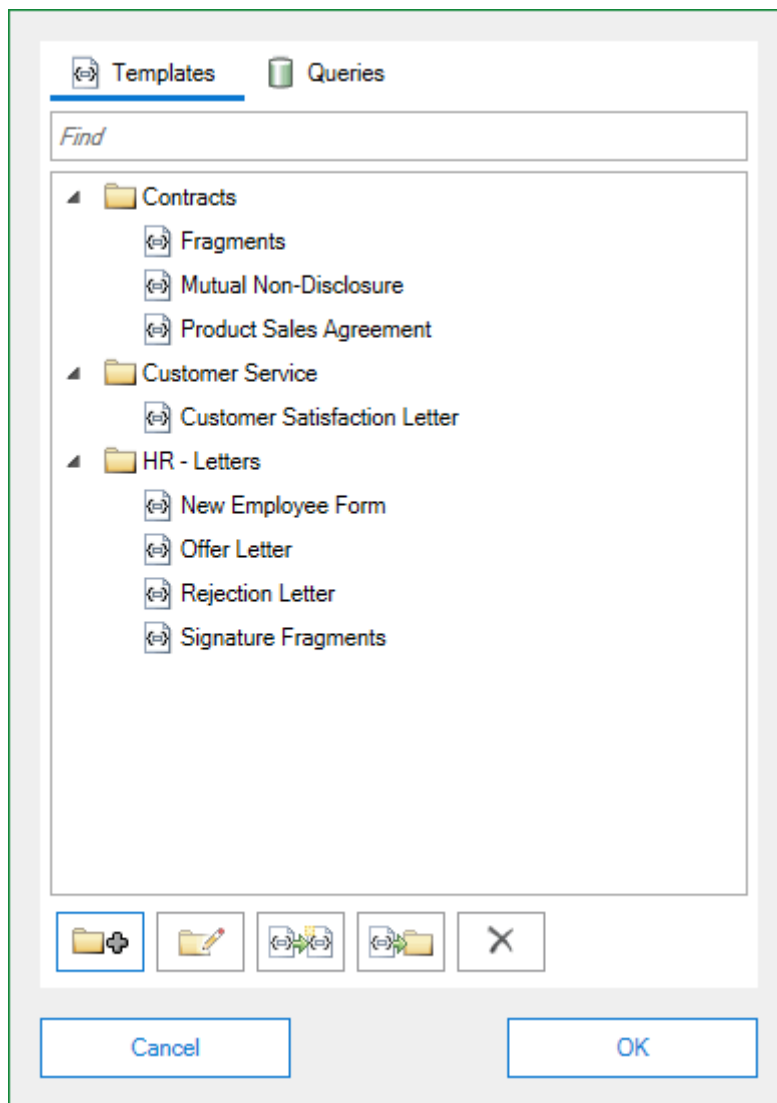 Templates Queries
Find
Contracts
Fragments
Mutual Non-Disclosure
Product Sales Agreement
Customer Service
Customer Satisfaction Letter
HR - Letters
New Employee Form
Offer Letter
Rejection Letter
Signature Fragments
Cancel OK